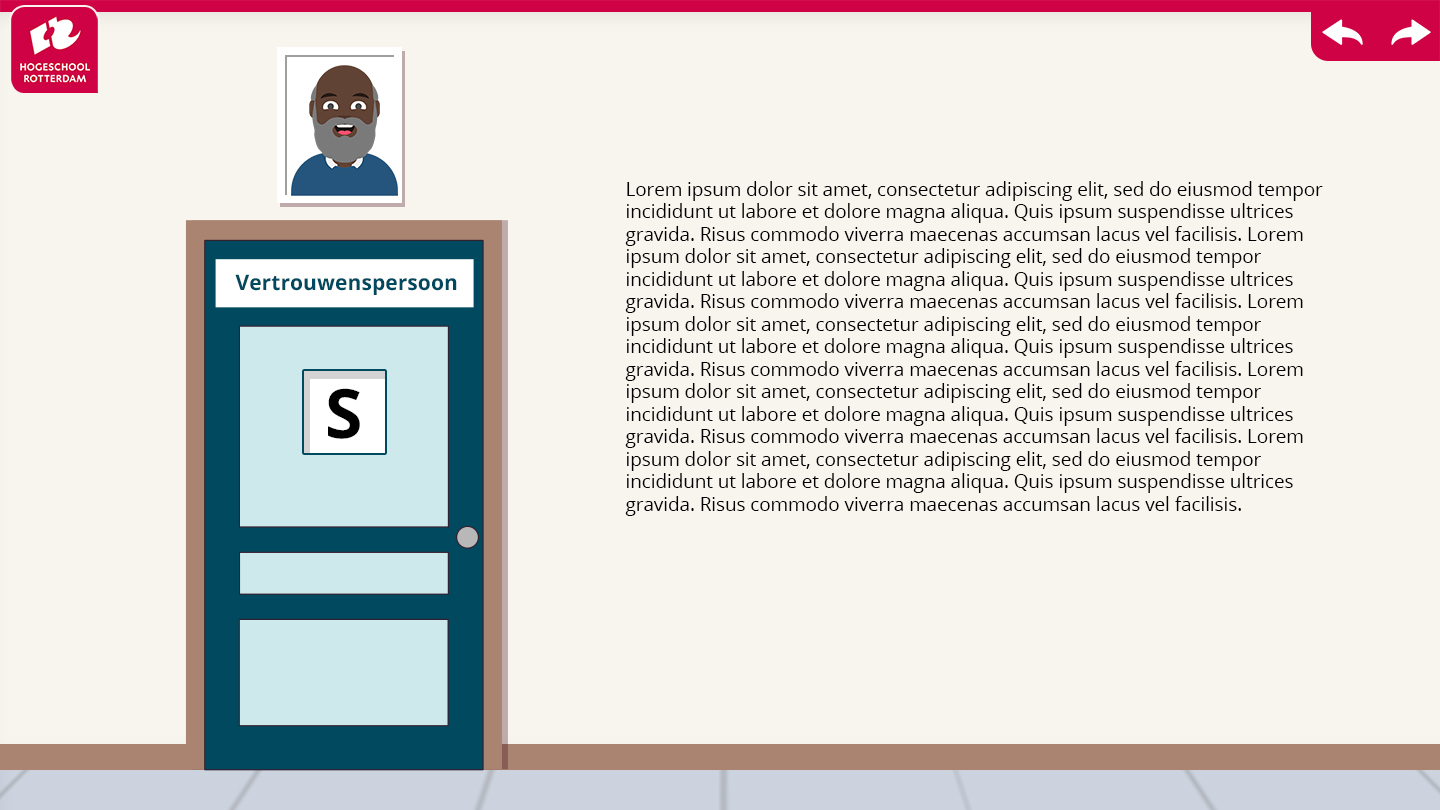 HOGESCHOOL
ROTTERDAM
Vertrouwenspersoon
S
Lorem ipsum dolor sit amet, consectetur adipiscing elit, sed do eiusmod tempor
incididunt ut labore et dolore magna aliqua. Quis ipsum suspendisse ultrices
gravida. Risus commodo viverra maecenas accumsan lacus vel facilisis. Lorem
ipsum dolor sit amet, consectetur adipiscing elit, sed do eiusmod tempor
incididunt ut labore et dolore magna aliqua. Quis ipsum suspendisse ultrices
gravida. Risus commodo viverra maecenas accumsan lacus vel facilisis. Lorem
ipsum dolor sit amet, consectetur adipiscing elit, sed do eiusmod tempor
incididunt ut labore et dolore magna aliqua. Quis ipsum suspendisse ultrices
gravida. Risus commodo viverra maecenas accumsan lacus vel facilisis. Lorem
ipsum dolor sit amet, consectetur adipiscing elit, sed do eiusmod tempor
incididunt ut labore et dolore magna aliqua. Quis ipsum suspendisse ultrices
gravida. Risus commodo viverra maecenas accumsan lacus vel facilisis. Lorem
ipsum dolor sit amet, consectetur adipiscing elit, sed do eiusmod tempor
incididunt ut labore et dolore magna aliqua. Quis ipsum suspendisse ultrices
gravida. Risus commodo viverra maecenas accumsan lacus vel facilisis.